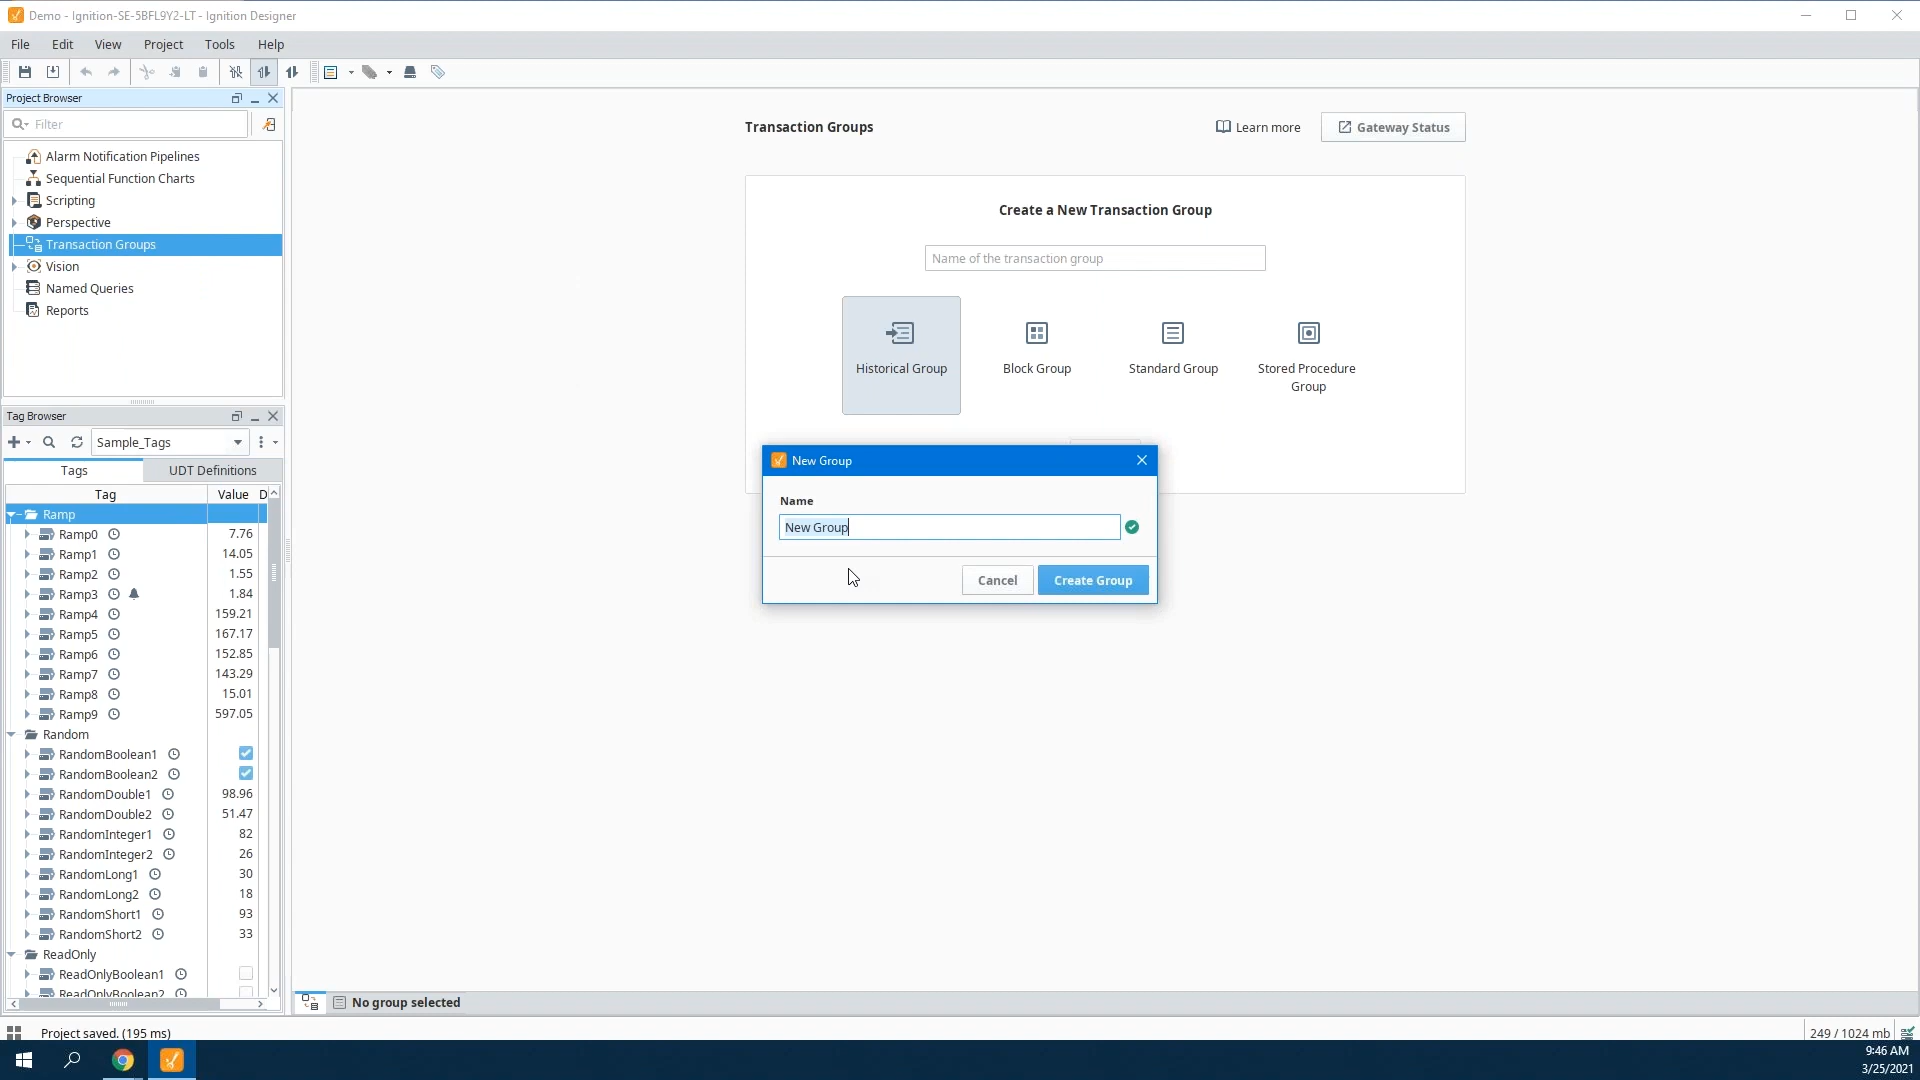 Demo - Ignition-SE-5BFL9Y2-LT - Ignition Designer
File Edit View Project Tools Help
Project Browser
Filter
Alarm Notification Pipelines
Sequential Function Charts
Scripting
Perspective
Transaction Groups
Vision
Named Queries
Reports
Tag Browser
Sample_Tags
Tags UDT Definitions
Tag Value D
Ramp
Ramp0 7.76
Ramp1 14.05
Ramp2 1.55
Ramp3 1.84
Ramp4 159.21
Ramp5 167.17
Ramp6 152.85
Ramp7 143.29
Ramp8 15.01
Ramp9 597.05
Random
RandomBoolean1
RandomBoolean2
RandomDouble1 98.96
RandomDouble2 51.47
RandomInteger1 82
RandomInteger2 26
RandomLong1 30
RandomLong2 18
RandomShort1 93
RandomShort2 33
ReadOnly
ReadOnlyBoolean1
ReadOnlyBoolean2
Transaction Groups
Learn more
Gateway Status
Create a New Transaction Group
Name of the transaction group
Historical Group
Block Group
Standard Group
Stored Procedure
Group
New Group
Name
New Group
Cancel
Create Group
No group selected
Project saved. (195 ms)
249 / 1024 mb
9:46 AM
3/25/2021